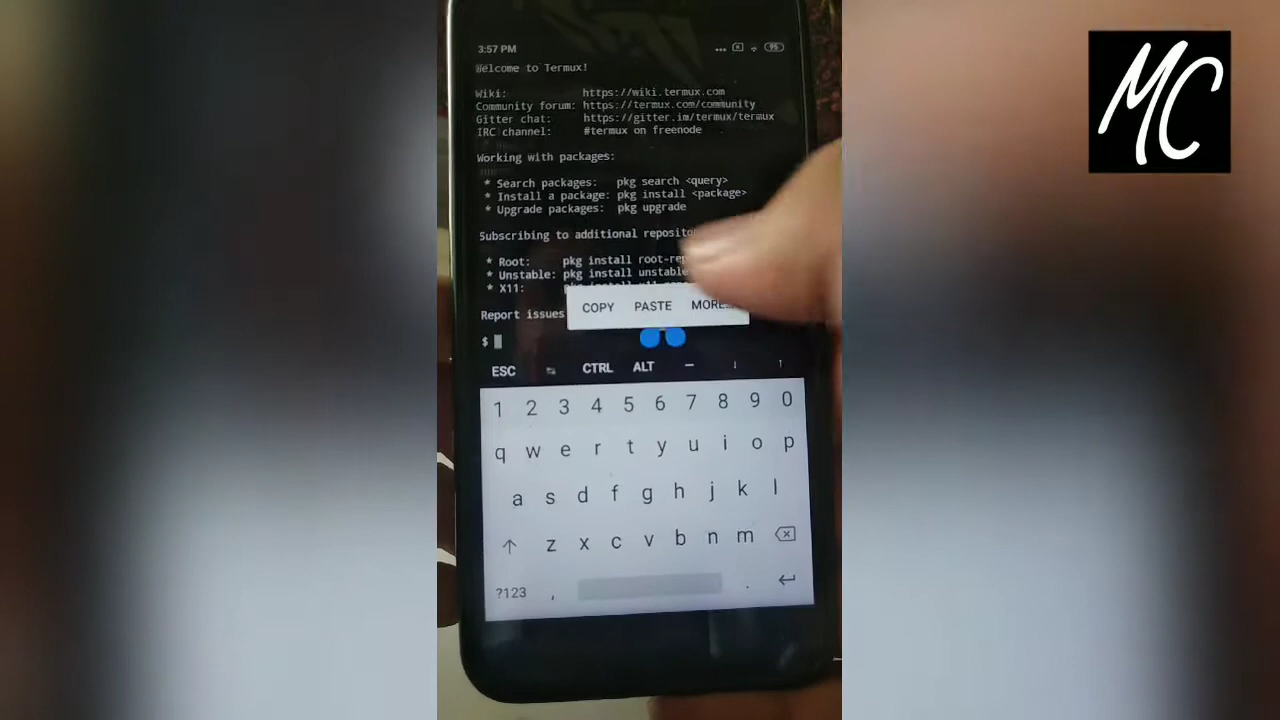 MC
3:57 PM
95
Welcome to Termux!
Wiki: https://wiki.termux.com
Community forum: https://termux.com/community
Gitter chat: https://gitter.im/termux/termux
IRC channel: #termux on freenode
Working with packages:
* Search packages: pkg search <query>
* Install a package: pkg install <package>
* Upgrade packages: pkg upgrade
Subscribing to additional
* Root: pkg install
* Unstable: pkg install unstable
* X11:
Report issues
COPY PASTE MORE...
$
ESC CTRL ALT — ↓ ↑
1 2 3 4 5 6 7 8 9 0
q w e r t y u i o p
a s d f g h j k l
z x c v b n m
?123 , .